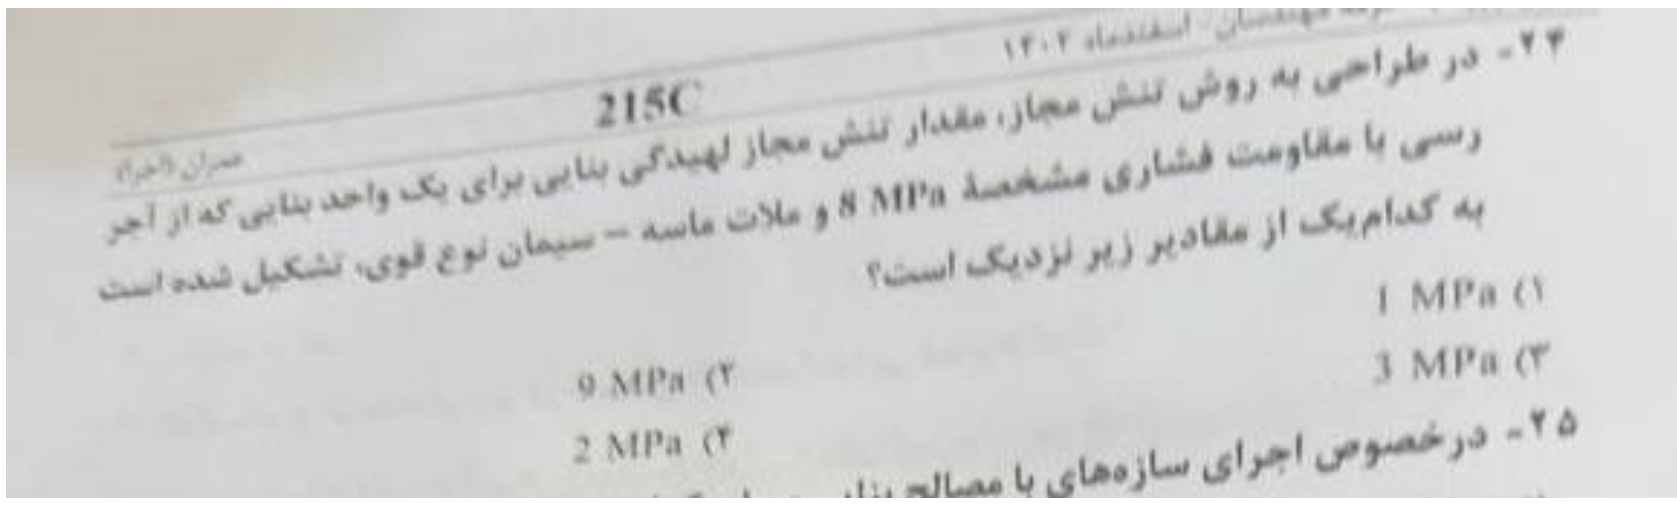 مهندسان - اسفندماه ۱۴۰۲
215C
عمران (اجرا)
۲۴- در طراحی به روش تنش مجاز، مقدار تنش مجاز لهیدگی بنایی برای یک واحد بنایی که از آجر
رسی با مقاومت فشاری مشخصهٔ 8 MPa و ملات ماسه – سیمان نوع قوی، تشکیل شده است
به کدام‌یک از مقادیر زیر نزدیک است؟
۱) 1 MPa
۲) 9 MPa
۳) 3 MPa
۴) 2 MPa
۲۵- درخصوص اجرای سازه‌های با مصالح